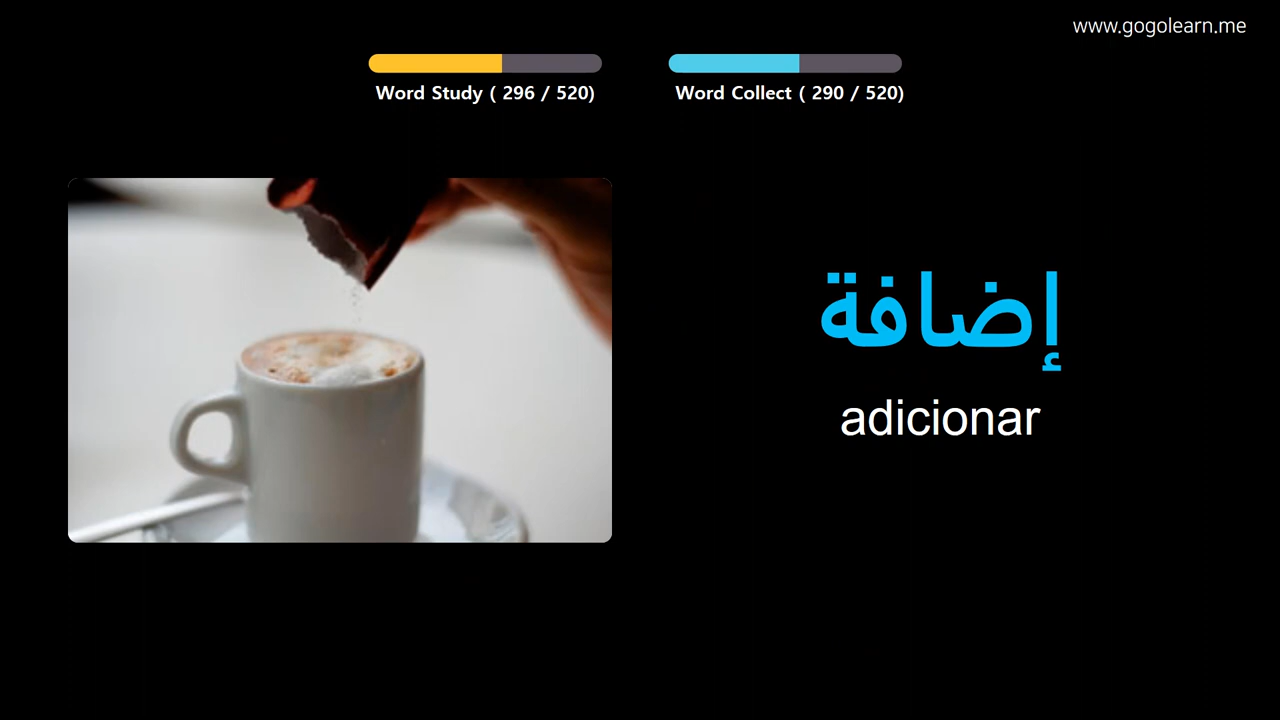 www.gogolearn.me
Word Study ( 296 / 520)
Word Collect ( 290 / 520)
إضافة
adicionar